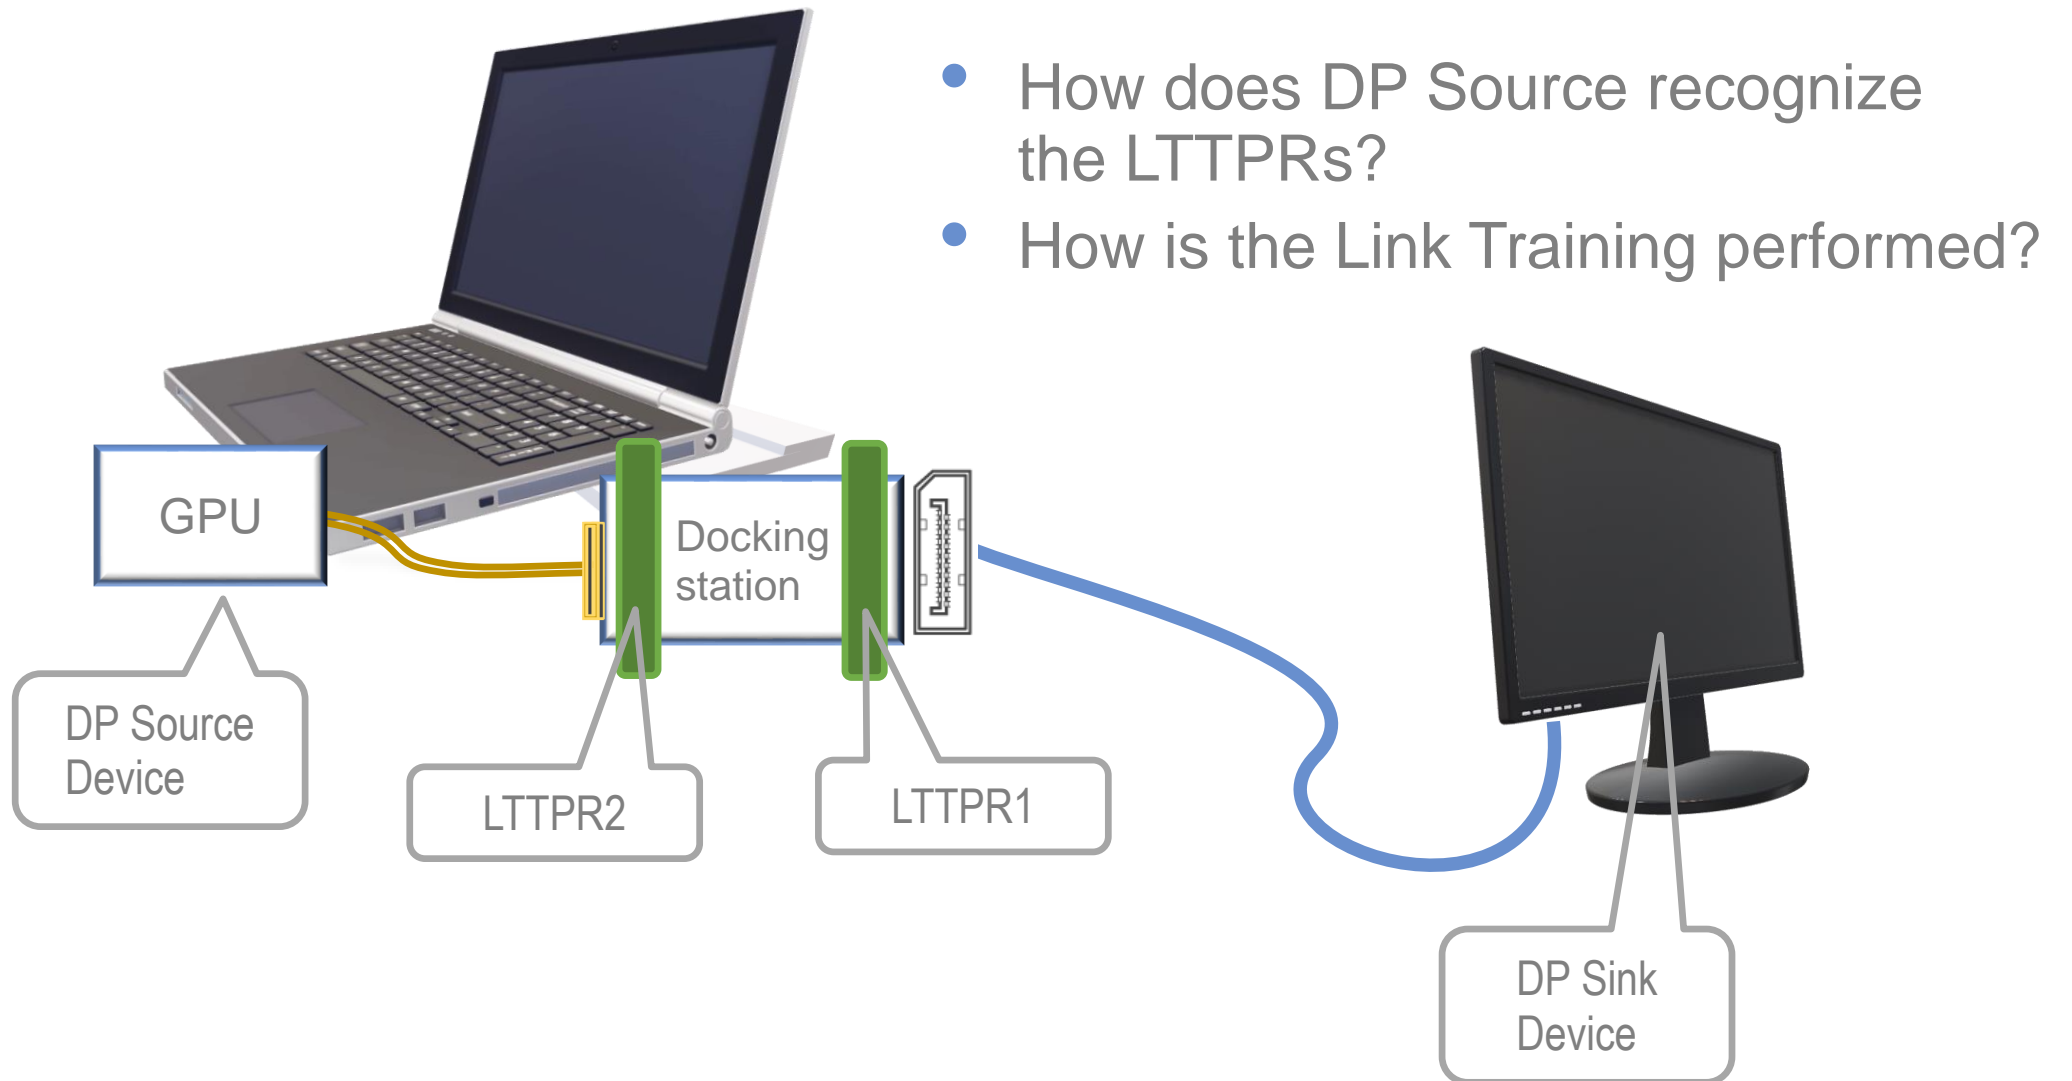 • How does DP Source recognize
the LTTPRs?
• How is the Link Training performed?
GPU
Docking
station
DP Source
Device
LTTPR2
LTTPR1
DP Sink
Device